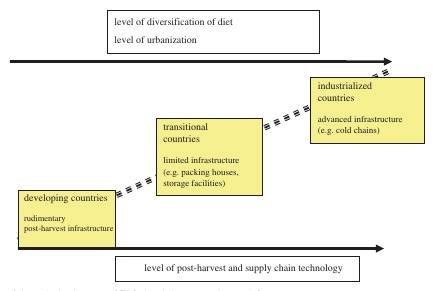 level of diversification of diet
level of urbanization
industrialized
countries
advanced infrastructure
(e.g. cold chains)
transitional
countries
limited infrastructure
(e.g. packing houses,
storage facilities)
developing countries
rudimentary
post-harvest infrastructure
level of post-harvest and supply chain technology